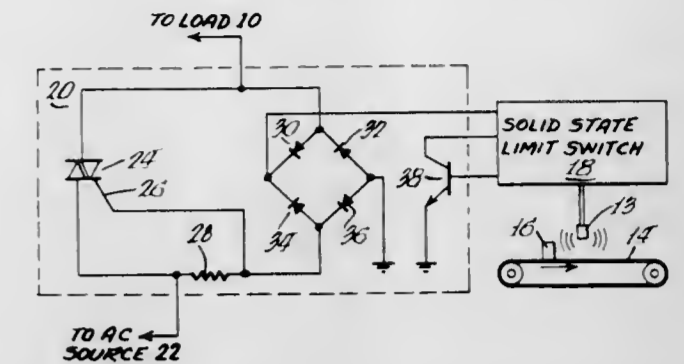 TO LOAD 10
20
30
32
SOLID STATE
LIMIT SWITCH
18
24
26
38
13
34
36
16
14
28
TO AC
SOURCE 22